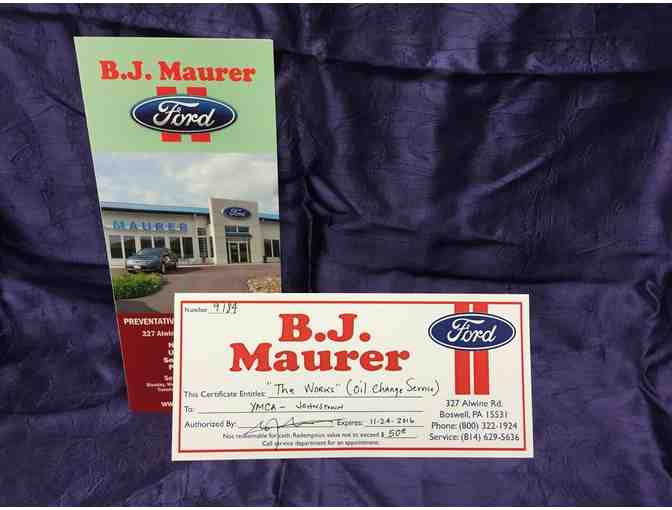 B.J. Maurer
Ford
MAURER
Ford
PREVENTATIV
327 Alwine
WW
Number 9184
B.J.
Maurer
Ford
This Certificate Entitles: "The Works" (Oil Change Service)
To: YMCA - Johnstown
Authorized By: Expires: 11-24-2016
Not redeemable for cash. Redemption value not to exceed $ 50.00
Call service department for an appointment.
327 Alwine Rd.
Boswell, PA 15531
Phone: (800) 322-1924
Service: (814) 629-5636